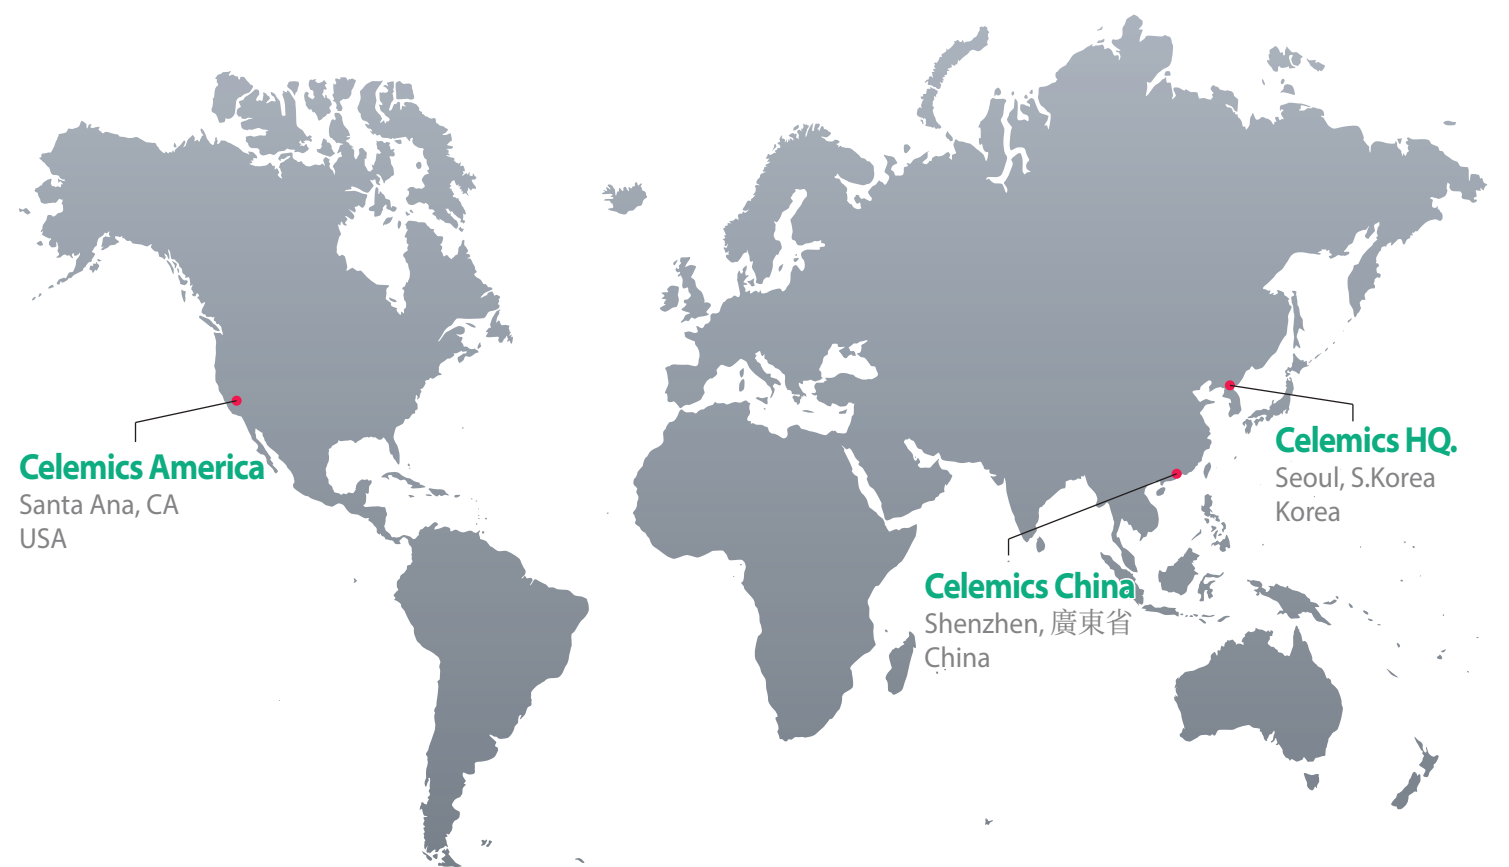 Celemics America
Santa Ana, CA
USA
Celemics HQ.
Seoul, S.Korea
Korea
Celemics China
Shenzhen, 廣東省
China